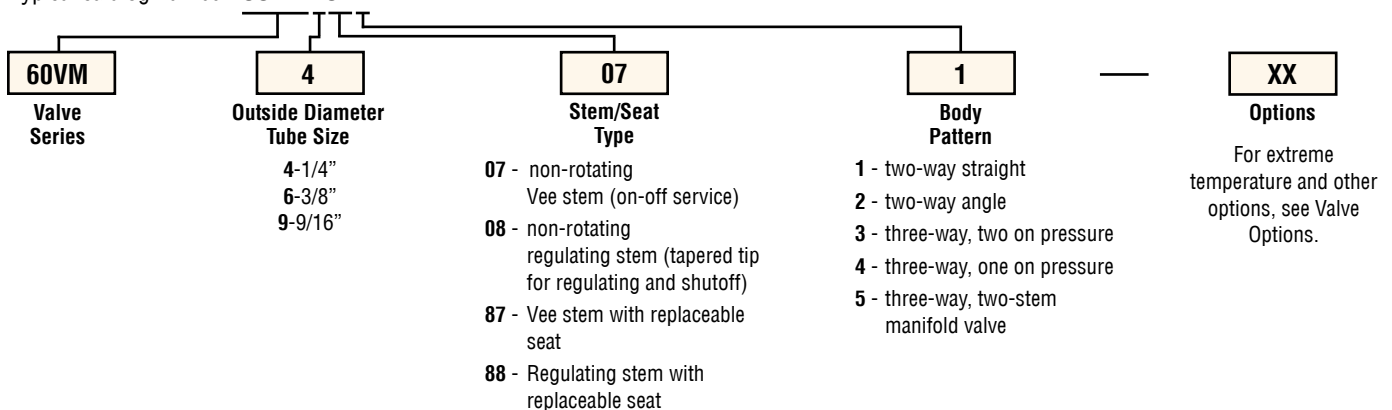 60VM
4
07
1
XX
Valve
Series
Outside Diameter
Tube Size
Stem/Seat
Type
Body
Pattern
Options
4-1/4"
6-3/8"
9-9/16"
07 - non-rotating
Vee stem (on-off service)
08 - non-rotating
regulating stem (tapered tip
for regulating and shutoff)
87 - Vee stem with replaceable
seat
88 - Regulating stem with
replaceable seat
1 - two-way straight
2 - two-way angle
3 - three-way, two on pressure
4 - three-way, one on pressure
5 - three-way, two-stem
manifold valve
For extreme
temperature and other
options, see Valve
Options.